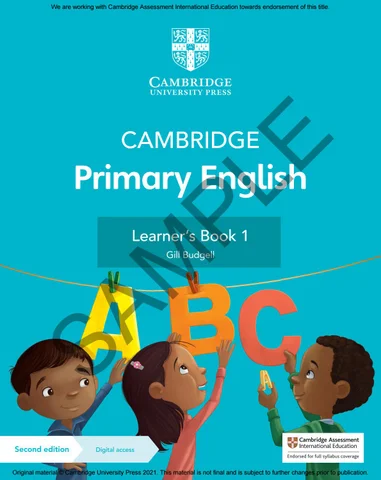 We are working with Cambridge Assessment International Education towards endorsement of this title.
CAMBRIDGE
UNIVERSITY PRESS
CAMBRIDGE
Primary English
Learner's Book 1
Gill Budgell
SAMPLE
A B C
A
Second edition
Digital access
Cambridge Assessment
International Education
Endorsed for full syllabus coverage
Original material © Cambridge University Press 2021. This material is not final and is subject to further changes prior to publication.